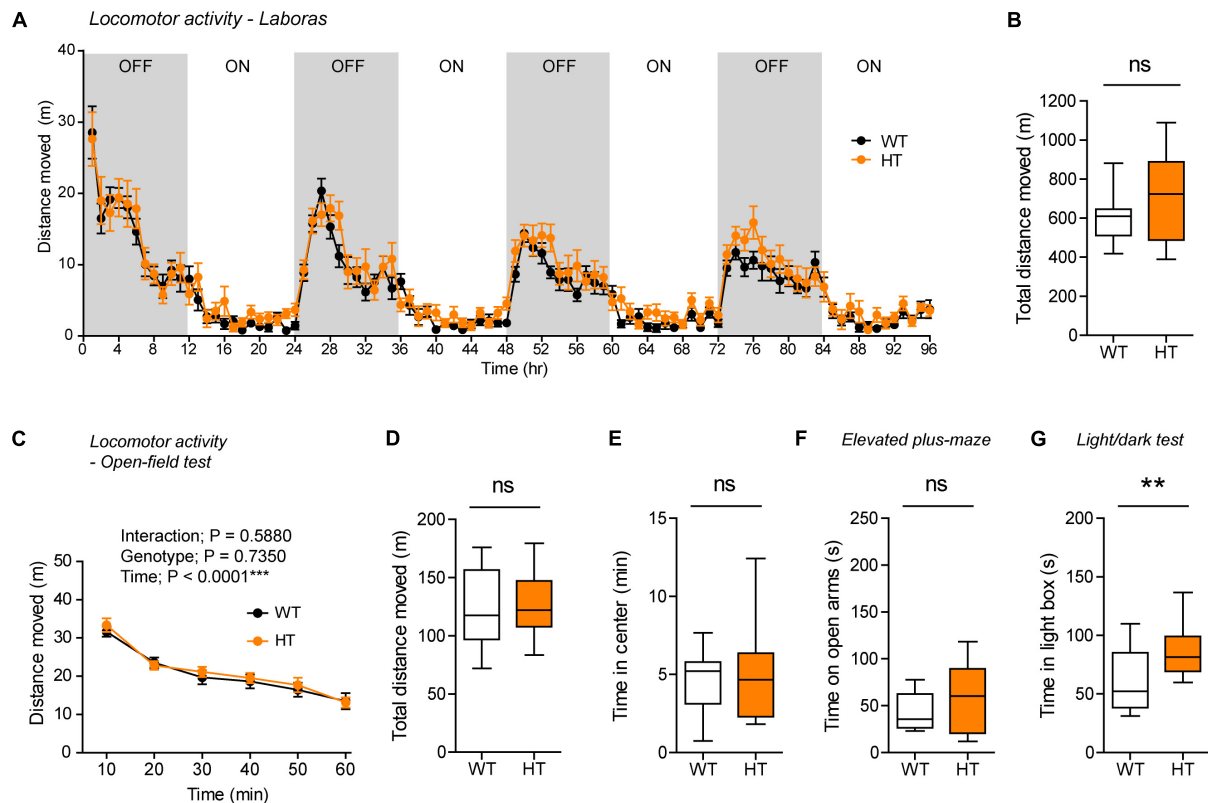 A
Locomotor activity - Laboras
40
30
20
10
0
Distance moved (m)
OFF ON OFF ON OFF ON OFF ON
WT
HT
0 4 8 12 16 20 24 28 32 36 40 44 48 52 56 60 64 68 72 76 80 84 88 92 96
Time (hr)
B
ns
1200
1000
800
600
400
200
0
Total distance moved (m)
WT HT
C
Locomotor activity
- Open-field test
Interaction; P = 0.5880
Genotype; P = 0.7350
Time; P < 0.0001***
WT
HT
50
40
30
20
10
0
Distance moved (m)
10 20 30 40 50 60
Time (min)
D
ns
200
150
100
50
0
Total distance moved (m)
WT HT
E
ns
15
10
5
0
Time in center (min)
WT HT
F
Elevated plus-maze
ns
250
200
150
100
50
0
Time on open arms (s)
WT HT
G
Light/dark test
**
200
150
100
50
0
Time in light box (s)
WT HT